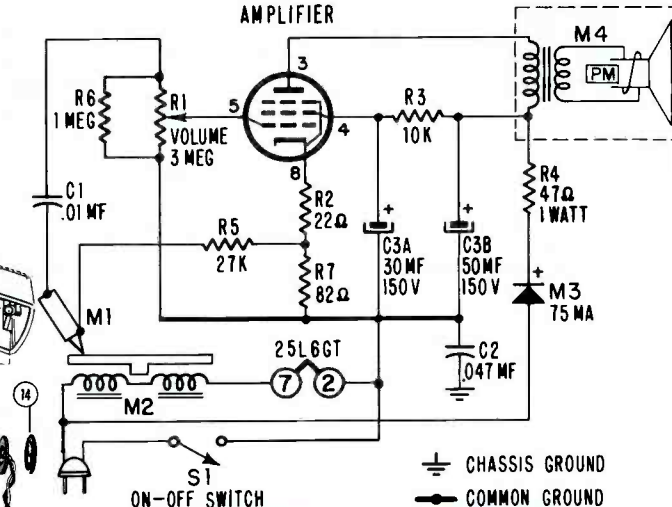 AMPLIFIER
M4
PM
3
R6
1 MEG
R1
VOLUME
3 MEG
5
4
R3
10K
8
R4
47Ω
1 WATT
C1
.01 MF
R2
22Ω
R5
27K
C3A
30 MF
150 V
C3B
50MF
150 V
R7
82Ω
M3
75 MA
M1
25L6GT
7
2
C2
.047 MF
M2
14
S1
ON-OFF SWITCH
CHASSIS GROUND
COMMON GROUND
+
+
+